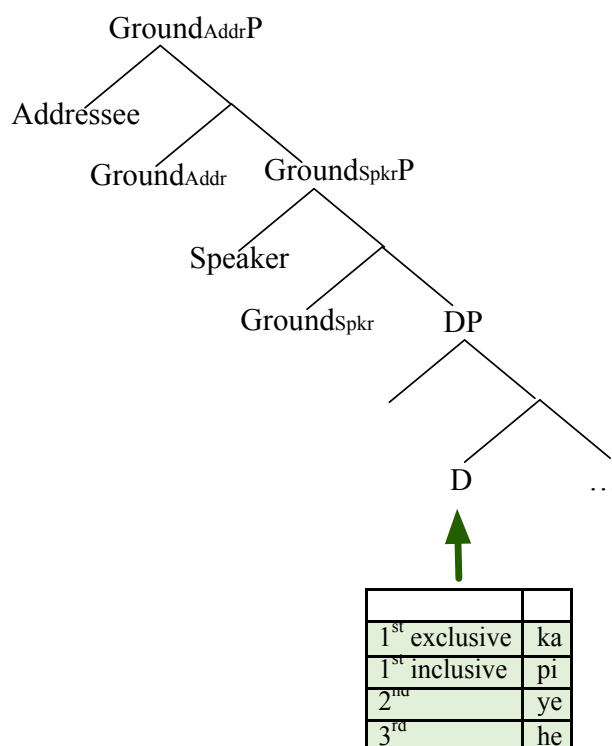 GroundAddrP
Addressee
GroundAddr GroundSpkrP
Speaker
GroundSpkr DP
D ..
1st exclusive ka
1st inclusive pi
2nd ye
3rd he